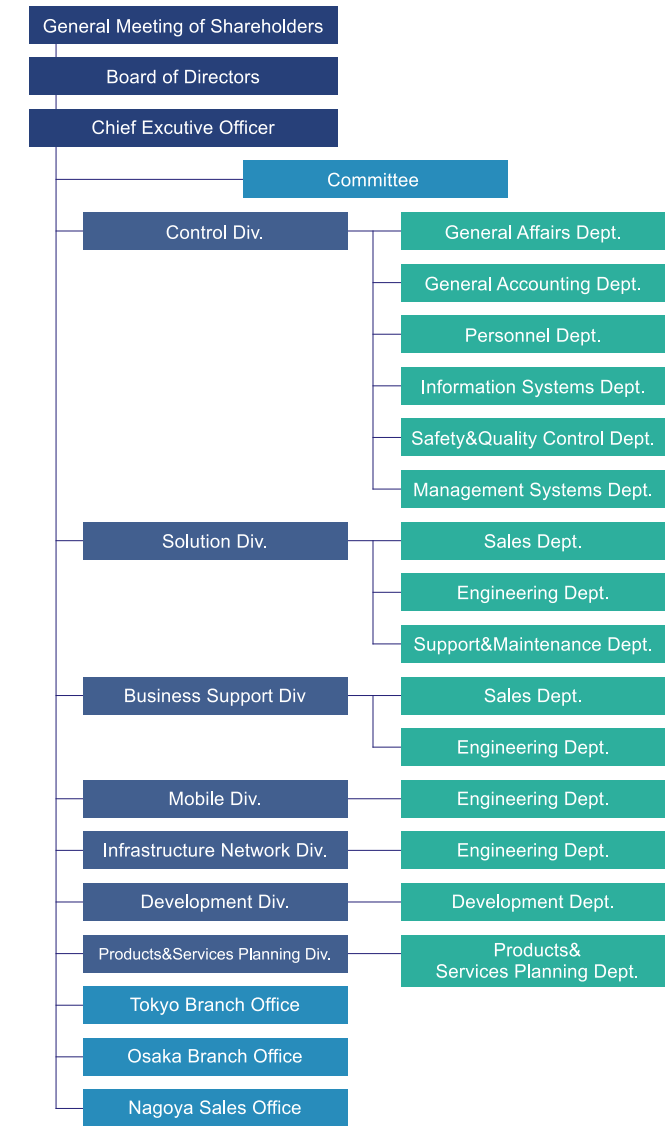 General Meeting of Shareholders
Board of Directors
Chief Excutive Officer
Committee
Control Div.
General Affairs Dept.
General Accounting Dept.
Personnel Dept.
Information Systems Dept.
Safety&Quality Control Dept.
Management Systems Dept.
Solution Div.
Sales Dept.
Engineering Dept.
Support&Maintenance Dept.
Business Support Div
Sales Dept.
Engineering Dept.
Mobile Div.
Engineering Dept.
Infrastructure Network Div.
Engineering Dept.
Development Div.
Development Dept.
Products&Services Planning Div.
Products&
Services Planning Dept.
Tokyo Branch Office
Osaka Branch Office
Nagoya Sales Office